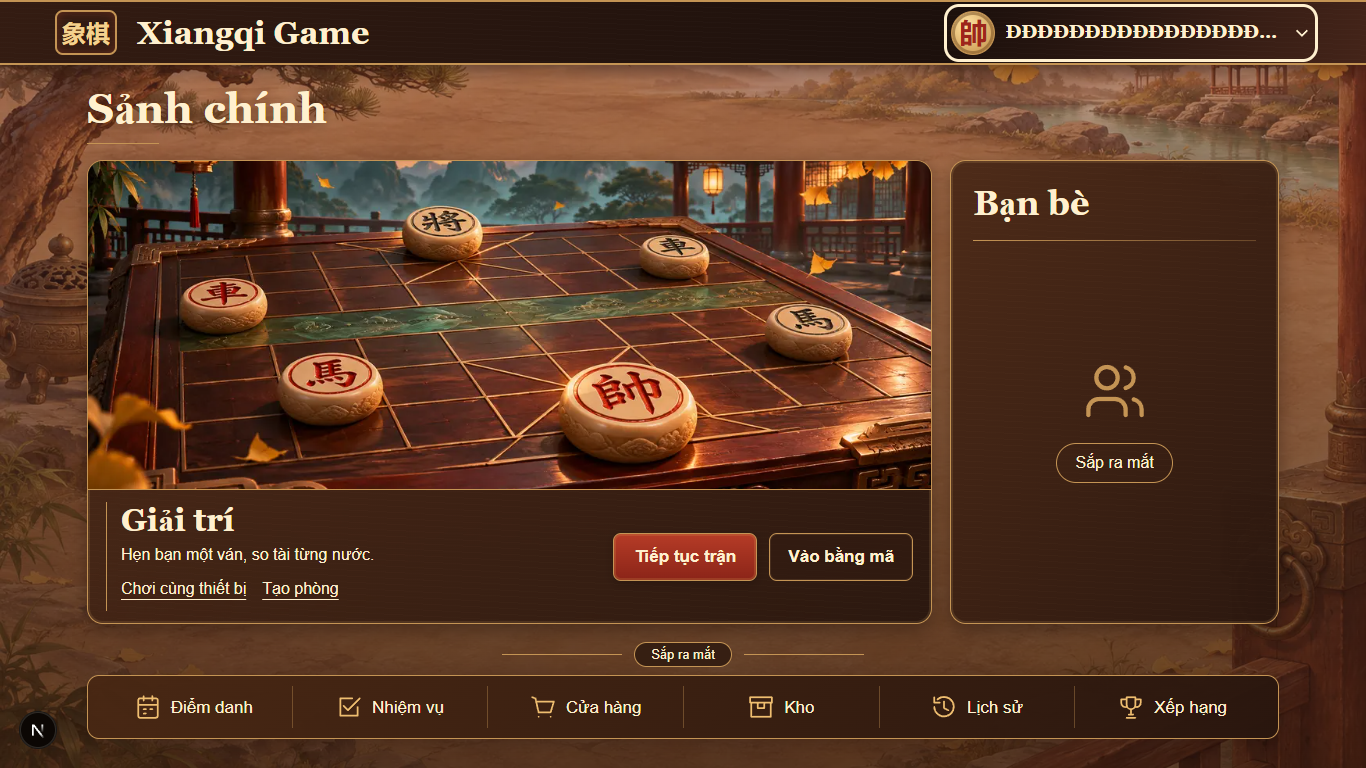 象棋
Xiangqi Game
帥
ĐĐĐĐĐĐĐĐĐĐĐĐĐĐĐĐ...
Sảnh chính
將
車
車
馬
馬
帥
Bạn bè
Sắp ra mắt
Giải trí
Hẹn bạn một ván, so tài từng nước.
Chơi cùng thiết bị
Tạo phòng
Tiếp tục trận
Vào bằng mã
Sắp ra mắt
Điểm danh
Nhiệm vụ
Cửa hàng
Kho
Lịch sử
Xếp hạng
N